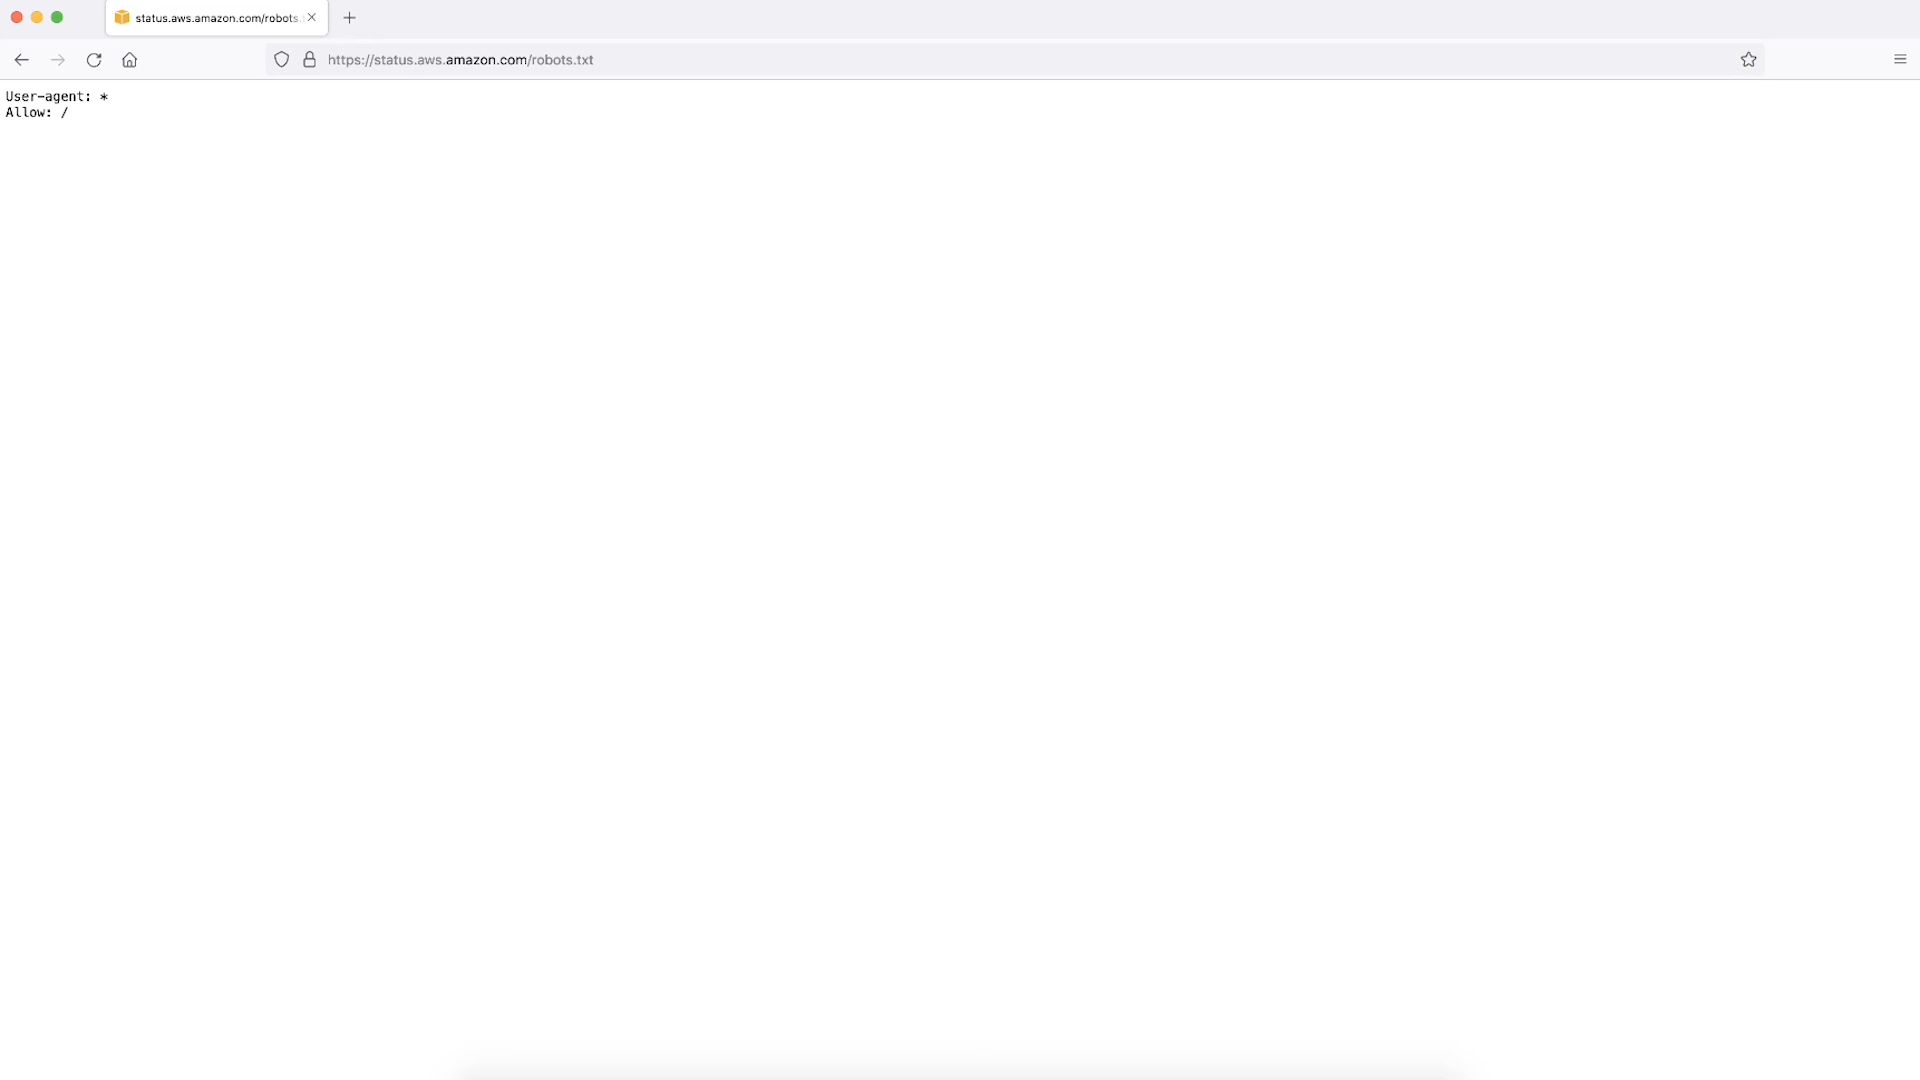 status.aws.amazon.com/robots.
https://status.aws.amazon.com/robots.txt
User-agent: *
Allow: /